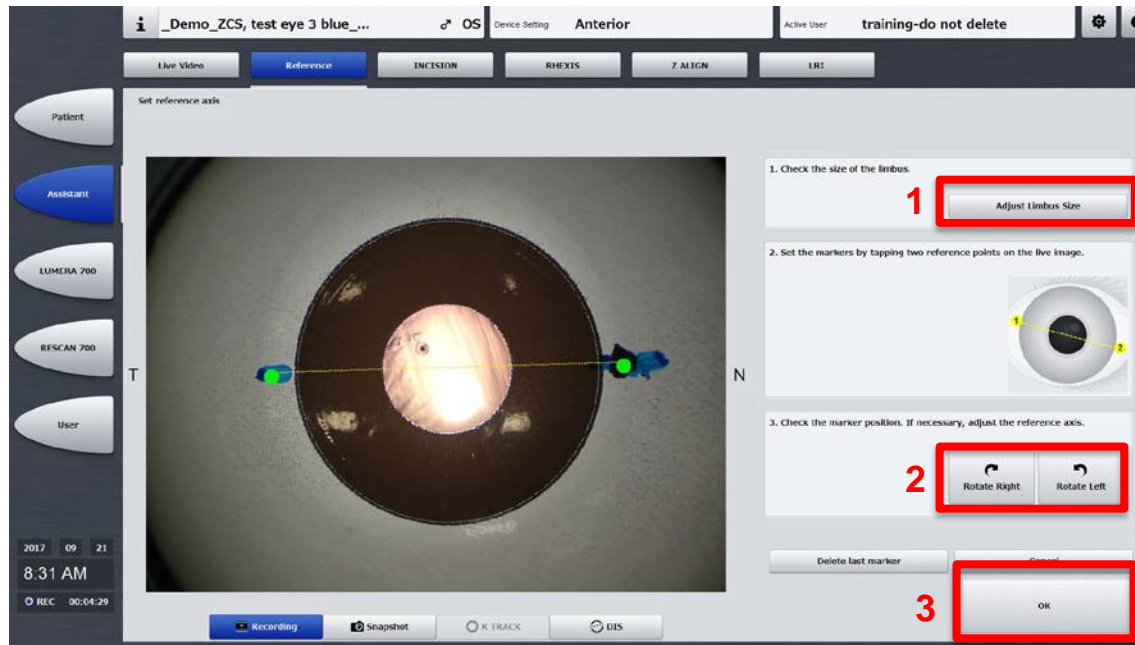 i _Demo_ZCS, test eye 3 blue_... ♂ OS Device Setting Anterior Active User training-do not delete
Live Video Reference INCISION RHEXIS Z ALIGN LRI
Set reference axis
Patient
Assistant
LUMERA 700
RESCAN 700
User
2017 09 21
8:31 AM
REC 00:04:29
T
N
1. Check the size of the limbus.
1
Adjust Limbus Size
2. Set the markers by tapping two reference points on the live image.
1
2
3. Check the marker position. If necessary, adjust the reference axis.
2
Rotate Right Rotate Left
Delete last marker Cancel
3
OK
Recording Snapshot K TRACK DIS